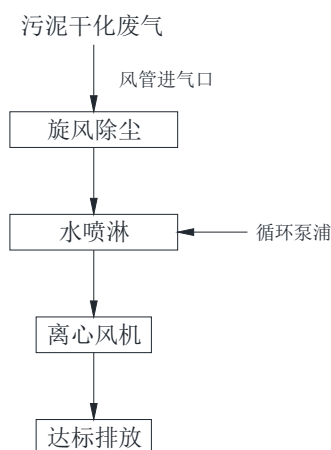 污泥干化废气
风管进气口
旋风除尘
水喷淋
循环泵浦
离心风机
达标排放